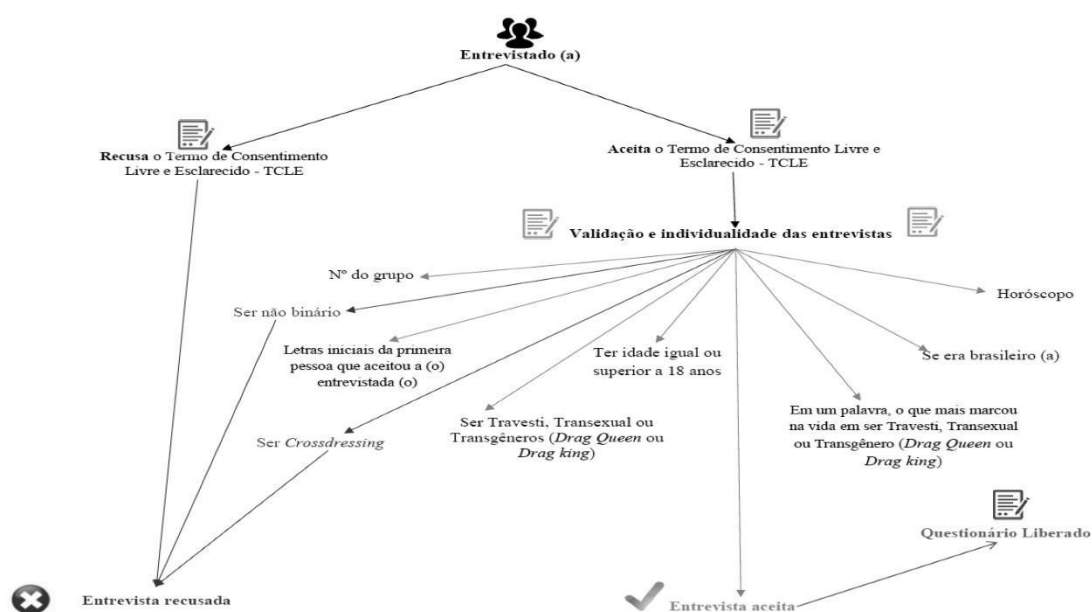 Entrevistado (a)
Recusa o Termo de Consentimento
Livre e Esclarecido - TCLE
Aceita o Termo de Consentimento Livre e
Esclarecido - TCLE
Validação e individualidade das entrevistas
Nº do grupo
Horóscopo
Ser não binário
Letras iniciais da primeira
pessoa que aceitou a (o)
entrevistada (o)
Ter idade igual ou
superior a 18 anos
Se era brasileiro (a)
Ser Crossdressing
Ser Travesti, Transexual ou
Transgêneros (Drag Queen ou
Drag king)
Em um palavra, o que mais marcou
na vida em ser Travesti, Transexual
ou Transgênero (Drag Queen ou
Drag king)
Questionário Liberado
Entrevista recusada
Entrevista aceita